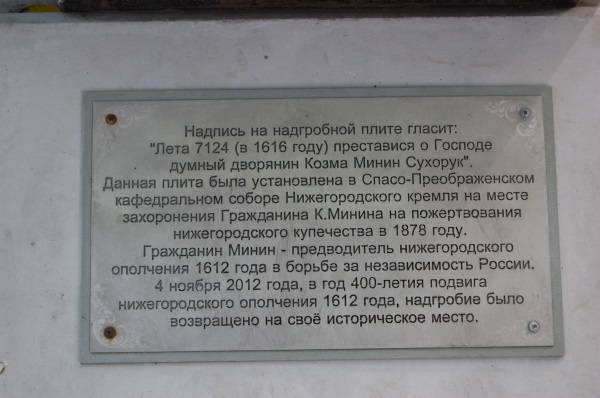 Надпись на надгробной плите гласит:
"Лета 7124 (в 1616 году) преставися о Господе
думный дворянин Козма Минин Сухорук".
Данная плита была установлена в Спасо-Преображенском
кафедральном соборе Нижегородского кремля на месте
захоронения Гражданина К.Минина на пожертвования
нижегородского купечества в 1878 году.
Гражданин Минин - предводитель нижегородского
ополчения 1612 года в борьбе за независимость России.
4 ноября 2012 года, в год 400-летия подвига
нижегородского ополчения 1612 года, надгробие было
возвращено на своё историческое место.